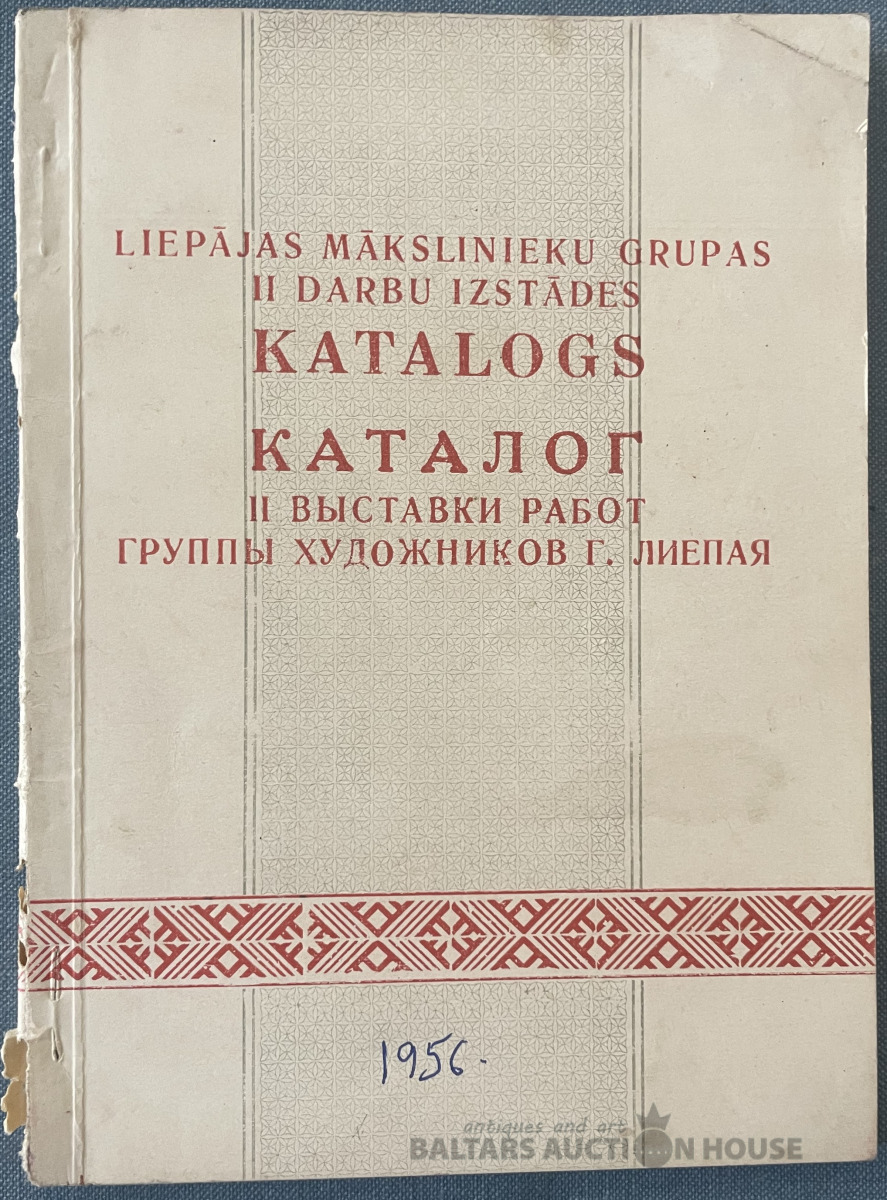 LIEPĀJAS MĀKSLINIEKU GRUPAS
II DARBU IZSTĀDES
KATALOGS
КАТАЛОГ
II ВЫСТАВКИ РАБОТ
ГРУППЫ ХУДОЖНИКОВ Г. ЛИЕПАЯ
1956.
antiques and art
BALTARS AUCTION HOUSE